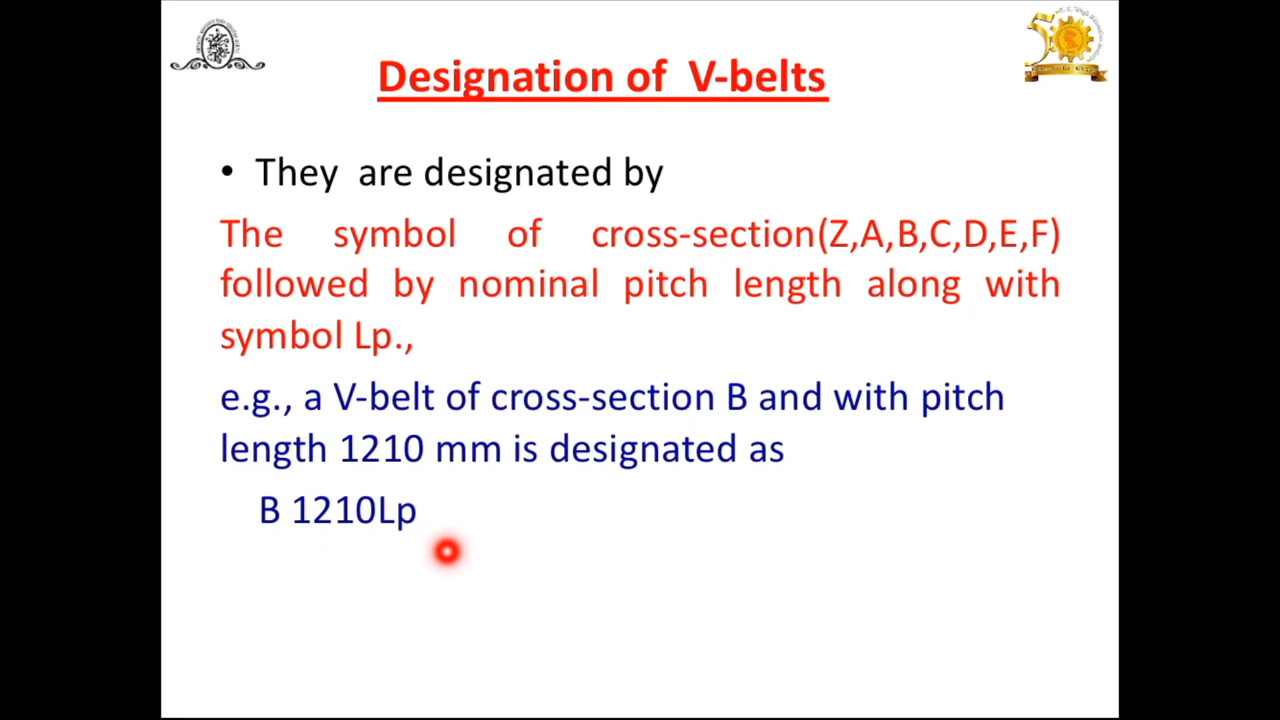 Designation of V-belts
• They are designated by
The symbol of cross-section(Z,A,B,C,D,E,F)
followed by nominal pitch length along with
symbol Lp.,
e.g., a V-belt of cross-section B and with pitch
length 1210 mm is designated as
B 1210Lp